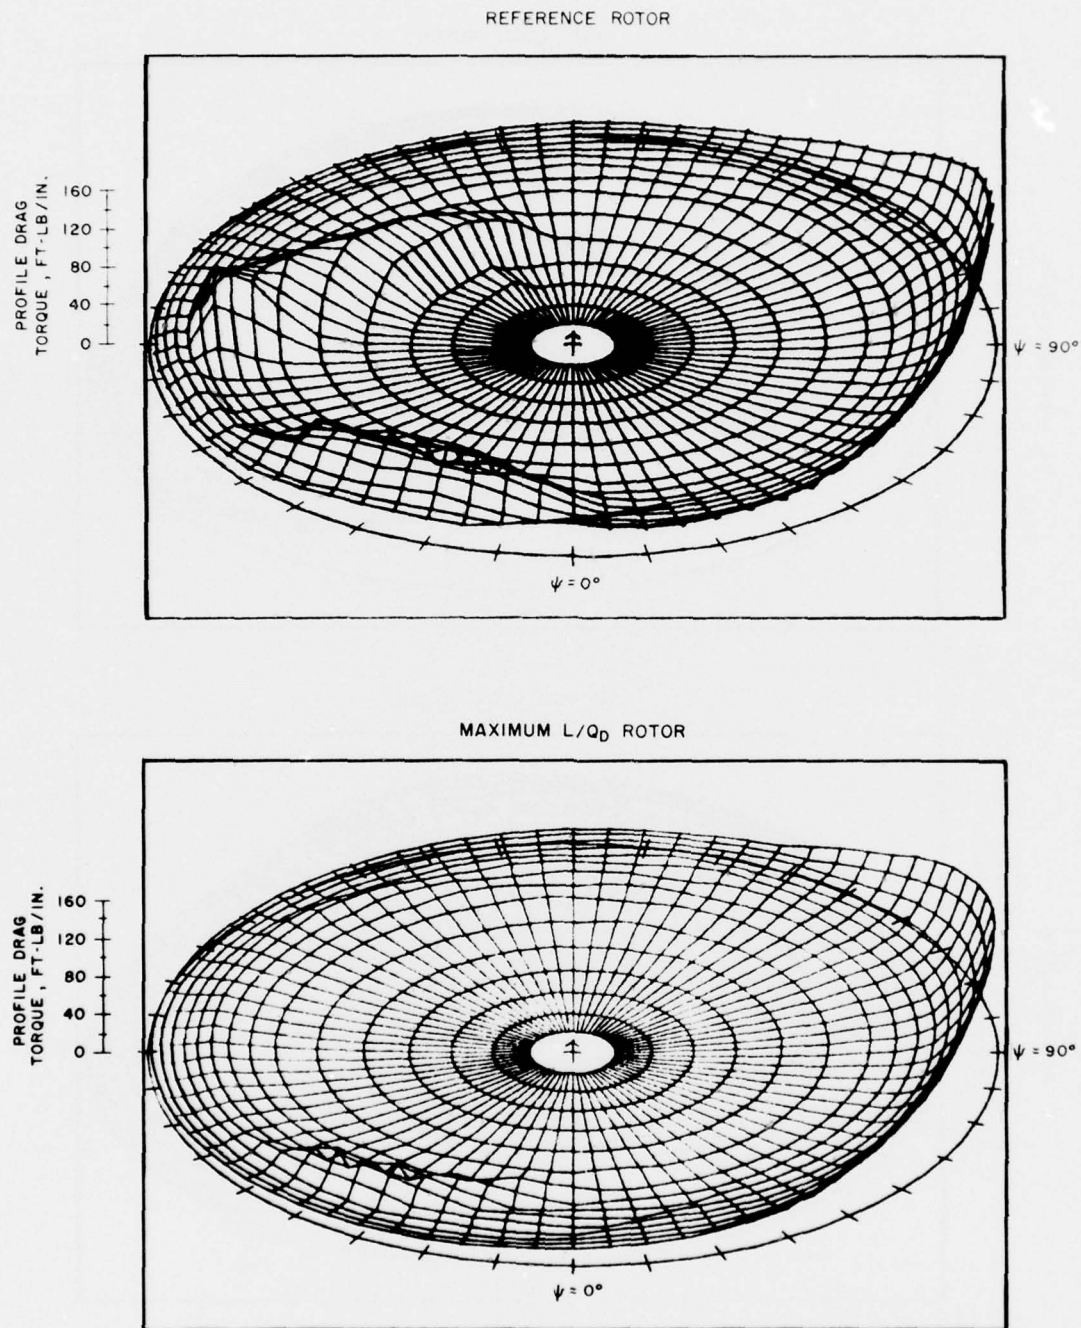 REFERENCE ROTOR
PROFILE DRAG
TORQUE, FT-LB/IN.
160
120
80
40
0
ψ = 90°
ψ = 0°
MAXIMUM L/Q_D ROTOR
PROFILE DRAG
TORQUE, FT-LB/IN.
160
120
80
40
0
ψ = 90°
ψ = 0°